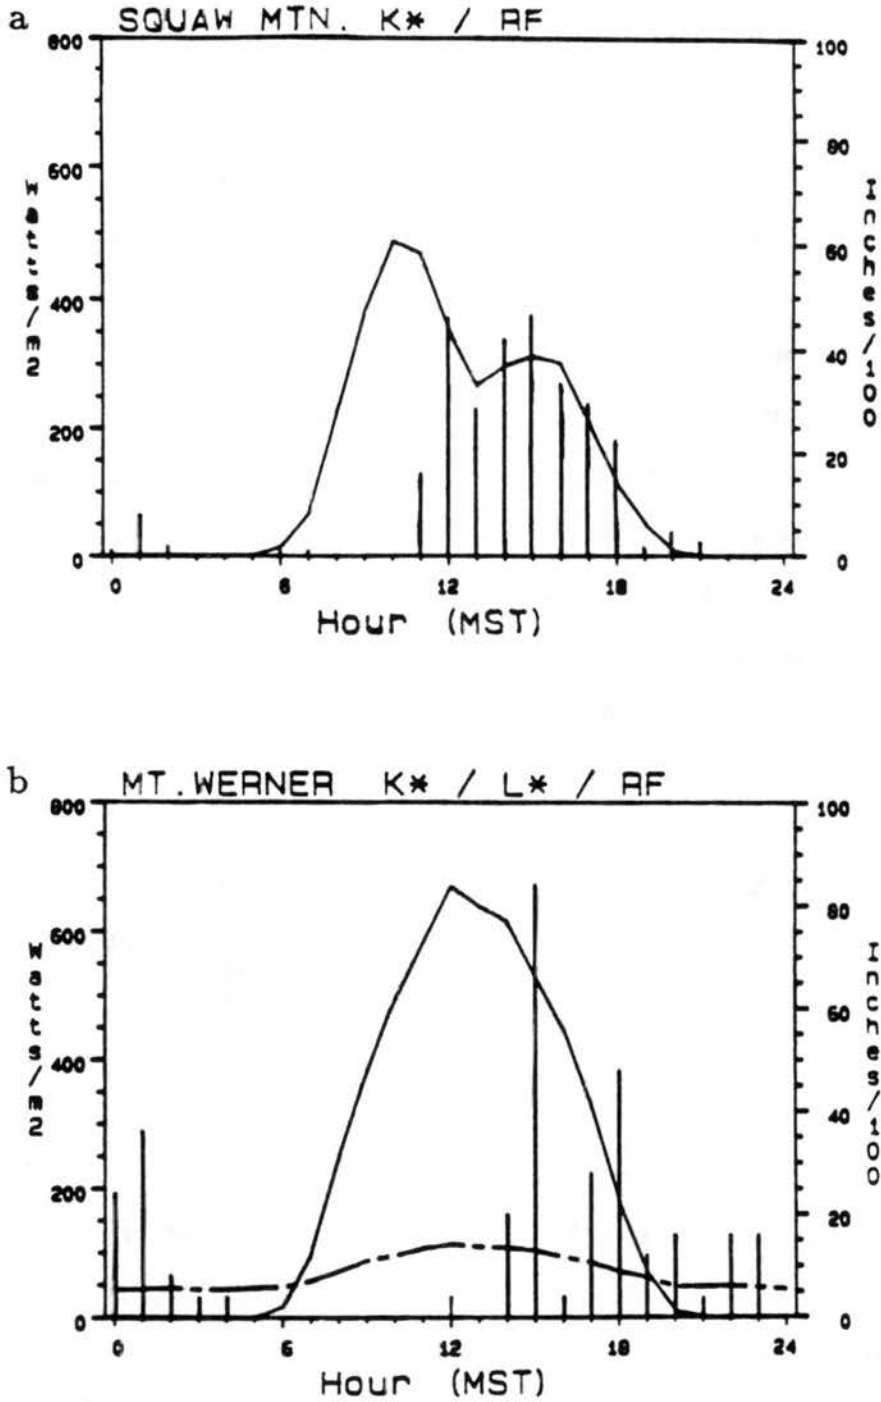 a
SQUAW MTN. K* / RF
800
600
400
200
0
Watts/m2
100
80
60
40
20
0
Inches/100
0 6 12 18 24
Hour (MST)
b
MT.WERNER K* / L* / RF
800
600
400
200
0
Watts/m2
100
80
60
40
20
0
Inches/100
0 6 12 18 24
Hour (MST)